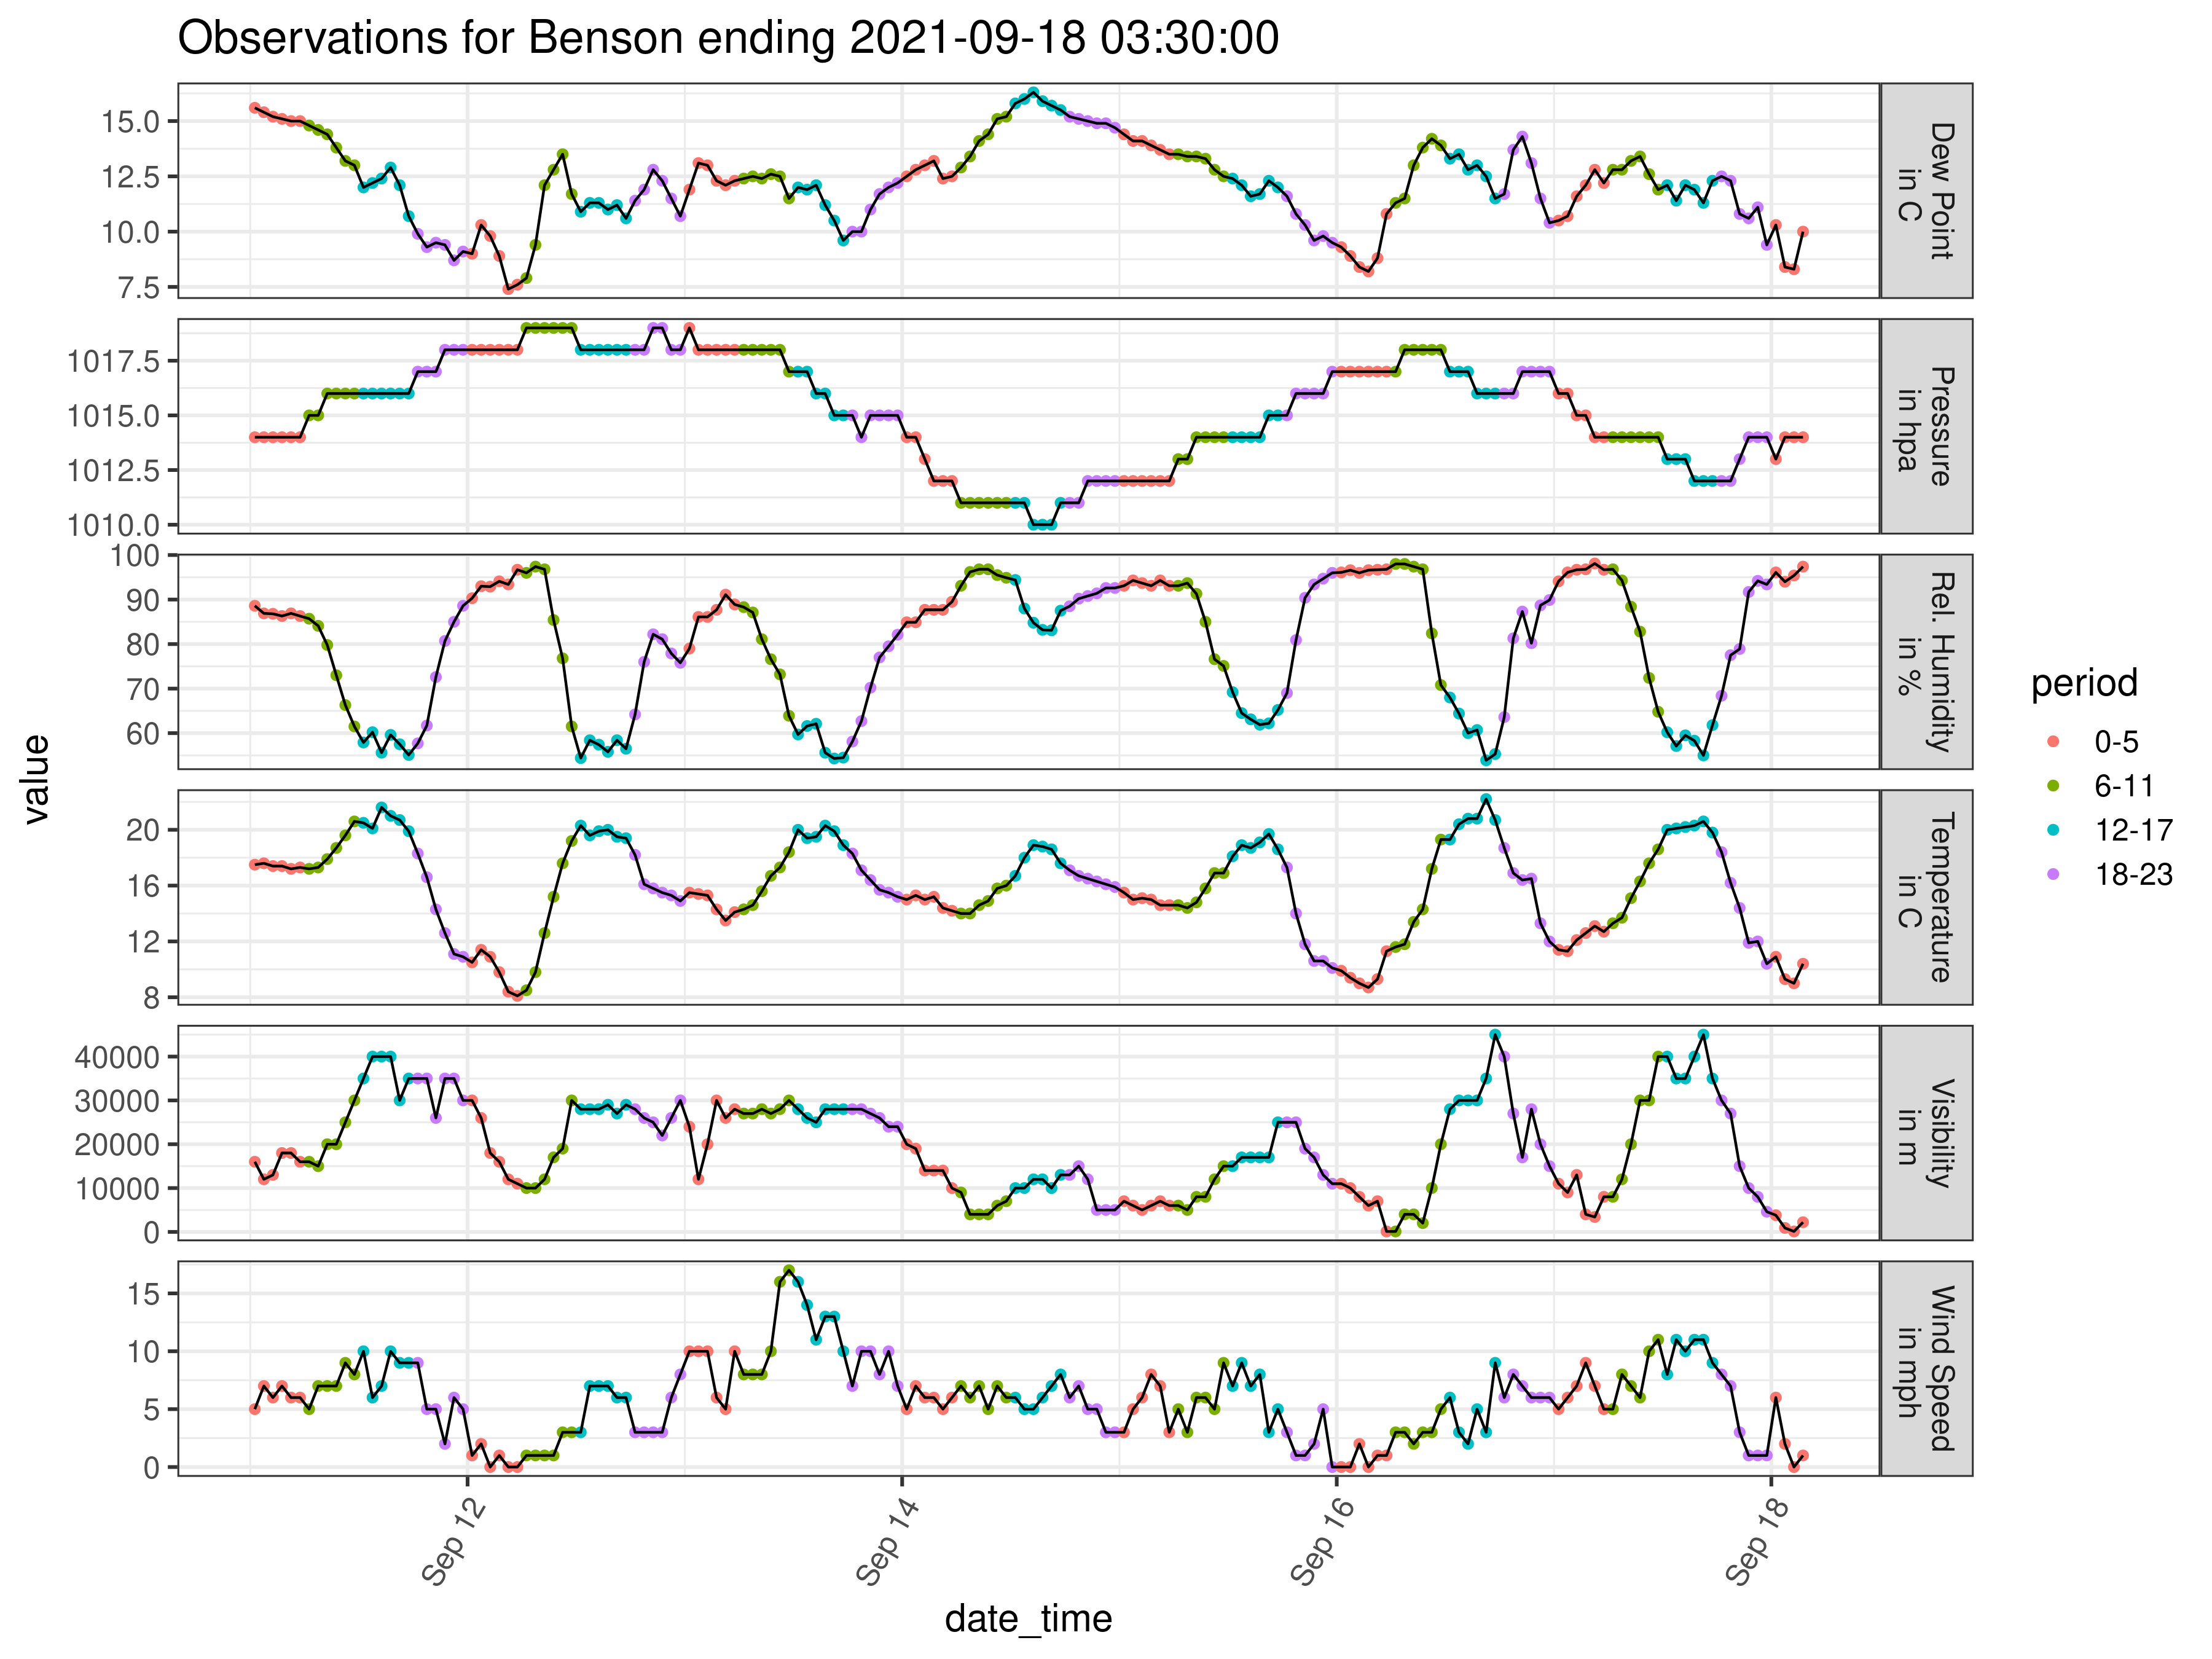 Observations for Benson ending 2021-09-18 03:30:00
value
15.0
12.5
10.0
7.5
Dew Point
in C
1017.5
1015.0
1012.5
1010.0
Pressure
in hpa
100
90
80
70
60
Rel. Humidity
in %
20
16
12
8
Temperature
in C
40000
30000
20000
10000
0
Visibility
in m
15
10
5
0
Wind Speed
in mph
Sep 12
Sep 14
Sep 16
Sep 18
date_time
period
0-5
6-11
12-17
18-23